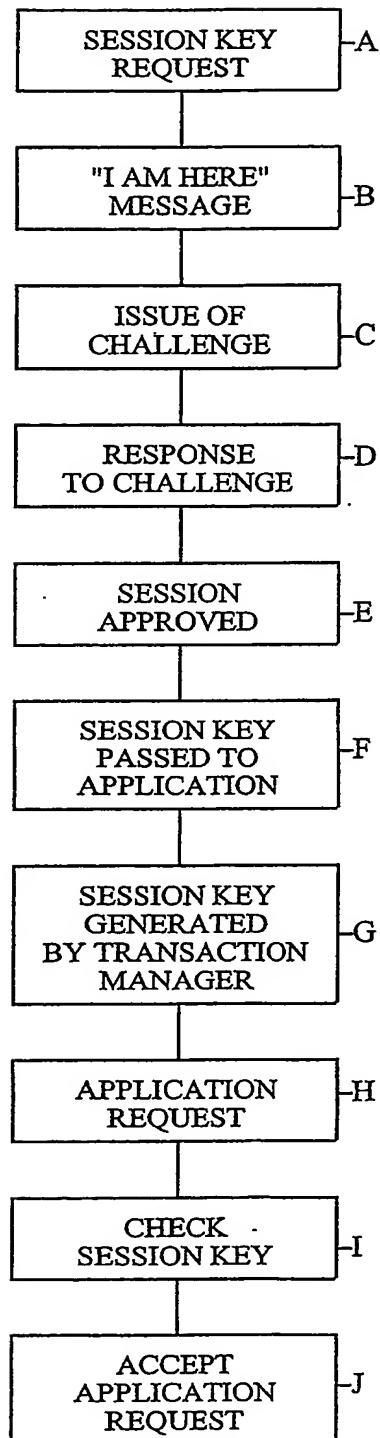 SESSION KEY
REQUEST
A
"I AM HERE"
MESSAGE
B
ISSUE OF
CHALLENGE
C
RESPONSE
TO CHALLENGE
D
SESSION
APPROVED
E
SESSION KEY
PASSED TO
APPLICATION
F
SESSION KEY
GENERATED
BY TRANSACTION
MANAGER
G
APPLICATION
REQUEST
H
CHECK
SESSION KEY
I
ACCEPT
APPLICATION
REQUEST
J